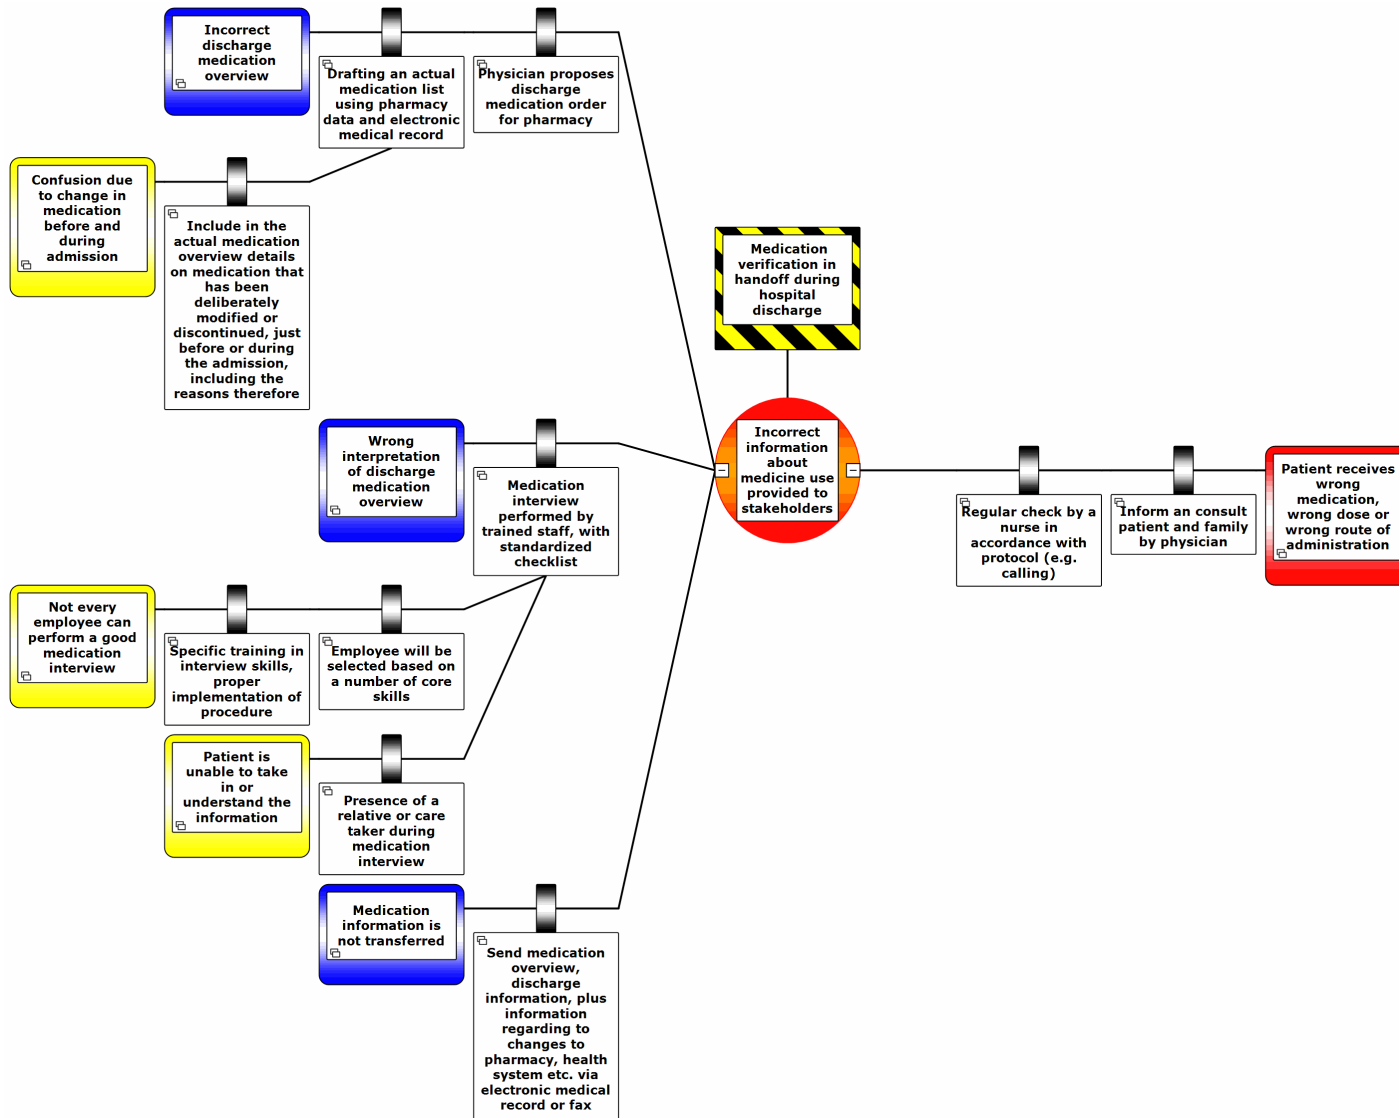 Incorrect
discharge
medication
overview
Drafting an actual
medication list
using pharmacy
data and electronic
medical record
Physician proposes
discharge
medication order
for pharmacy
Confusion due
to change in
medication
before and
during
admission
Include in the
actual medication
overview details
on medication that
has been
deliberately
modified or
discontinued, just
before or during
the admission,
including the
reasons therefore
Medication
verification in
handoff during
hospital
discharge
Wrong
interpretation
of discharge
medication
overview
Medication
interview
performed by
trained staff, with
standardized
checklist
Incorrect
information
about
medicine use
provided to
stakeholders
Regular check by a
nurse in
accordance with
protocol (e.g.
calling)
Inform an consult
patient and family
by physician
Patient receives
wrong
medication,
wrong dose or
wrong route of
administration
Not every
employee can
perform a good
medication
interview
Specific training in
interview skills,
proper
implementation of
procedure
Employee will be
selected based on
a number of core
skills
Patient is
unable to take
in or
understand the
information
Presence of a
relative or care
taker during
medication
interview
Medication
information is
not transferred
Send medication
overview,
discharge
information, plus
information
regarding to
changes to
pharmacy, health
system etc. via
electronic medical
record or fax